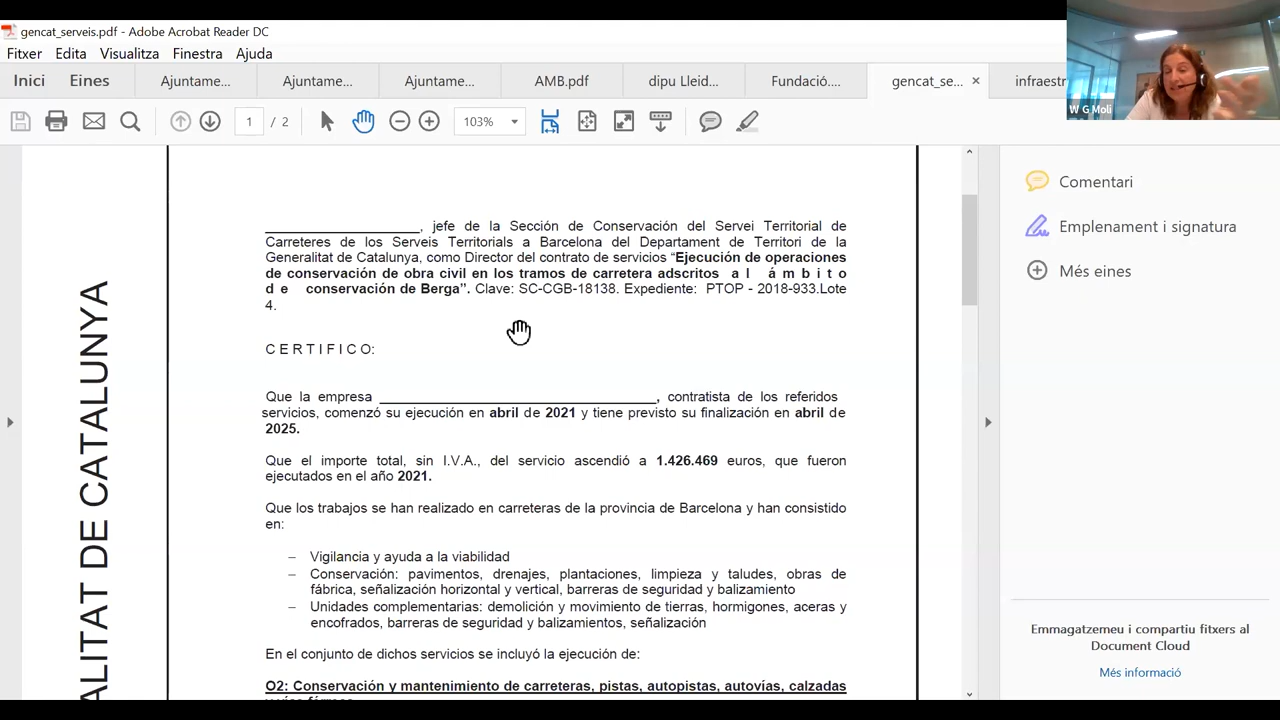 gencat_serveis.pdf - Adobe Acrobat Reader DC
Fitxer Edita Visualitza Finestra Ajuda
Inici Eines Ajuntame... Ajuntame... Ajuntame... AMB.pdf dipu Lleid... Fundació.... gencat_se... × infraestr
W G Moli
1 / 2 103%
Comentari
Emplenament i signatura
Més eines
ALITAT DE CATALUNYA
____________________, jefe de la Sección de Conservación del Servei Territorial de
Carreteres de los Serveis Territorials a Barcelona del Departament de Territori de la
Generalitat de Catalunya, como Director del contrato de servicios “Ejecución de operaciones
de conservación de obra civil en los tramos de carretera adscritos a l á m b i t o
d e conservación de Berga”. Clave: SC-CGB-18138. Expediente: PTOP - 2018-933.Lote
4.
C E R T I F I C O:
Que la empresa ____________________________________, contratista de los referidos
servicios, comenzó su ejecución en abril de 2021 y tiene previsto su finalización en abril de
2025.
Que el importe total, sin I.V.A., del servicio ascendió a 1.426.469 euros, que fueron
ejecutados en el año 2021.
Que los trabajos se han realizado en carreteras de la provincia de Barcelona y han consistido
en:
– Vigilancia y ayuda a la viabilidad
– Conservación: pavimentos, drenajes, plantaciones, limpieza y taludes, obras de
fábrica, señalización horizontal y vertical, barreras de seguridad y balizamiento
– Unidades complementarias: demolición y movimiento de tierras, hormigones, aceras y
encofrados, barreras de seguridad y balizamientos, señalización
En el conjunto de dichos servicios se incluyó la ejecución de:
O2: Conservación y mantenimiento de carreteras, pistas, autopistas, autovías, calzadas
Emmagatzemeu i compartiu fitxers al
Document Cloud
Més informació